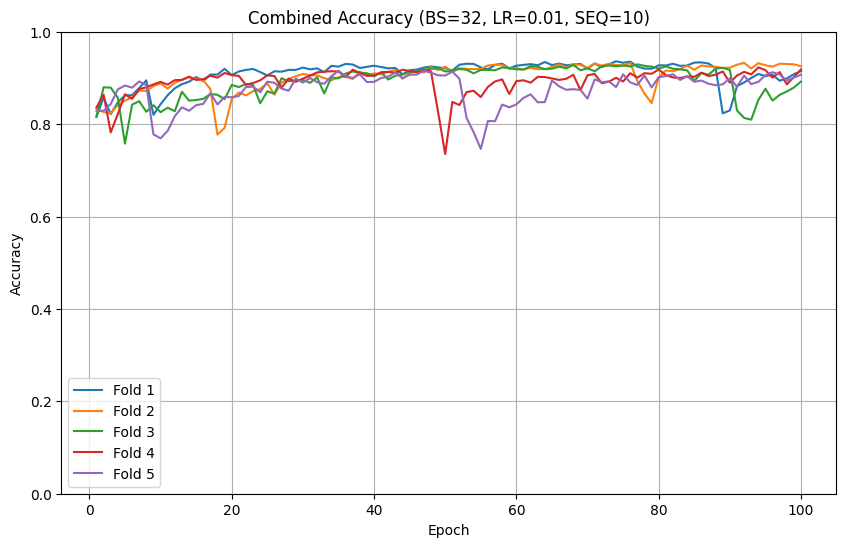 Combined Accuracy (BS=32, LR=0.01, SEQ=10)
1.0
0.8
0.6
0.4
0.2
0.0
Accuracy
Fold 1
Fold 2
Fold 3
Fold 4
Fold 5
0
20
40
60
80
100
Epoch